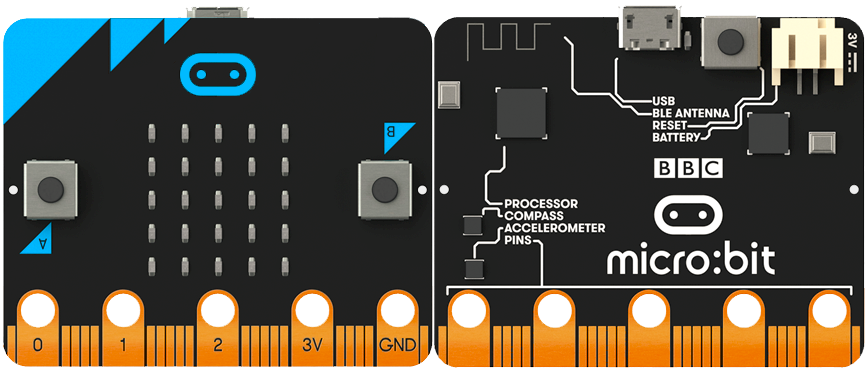 B
A
0 1 2 3V GND
3V
USB
BLE ANTENNA
RESET
BATTERY
BBC
PROCESSOR
COMPASS
ACCELEROMETER
PINS
micro:bit